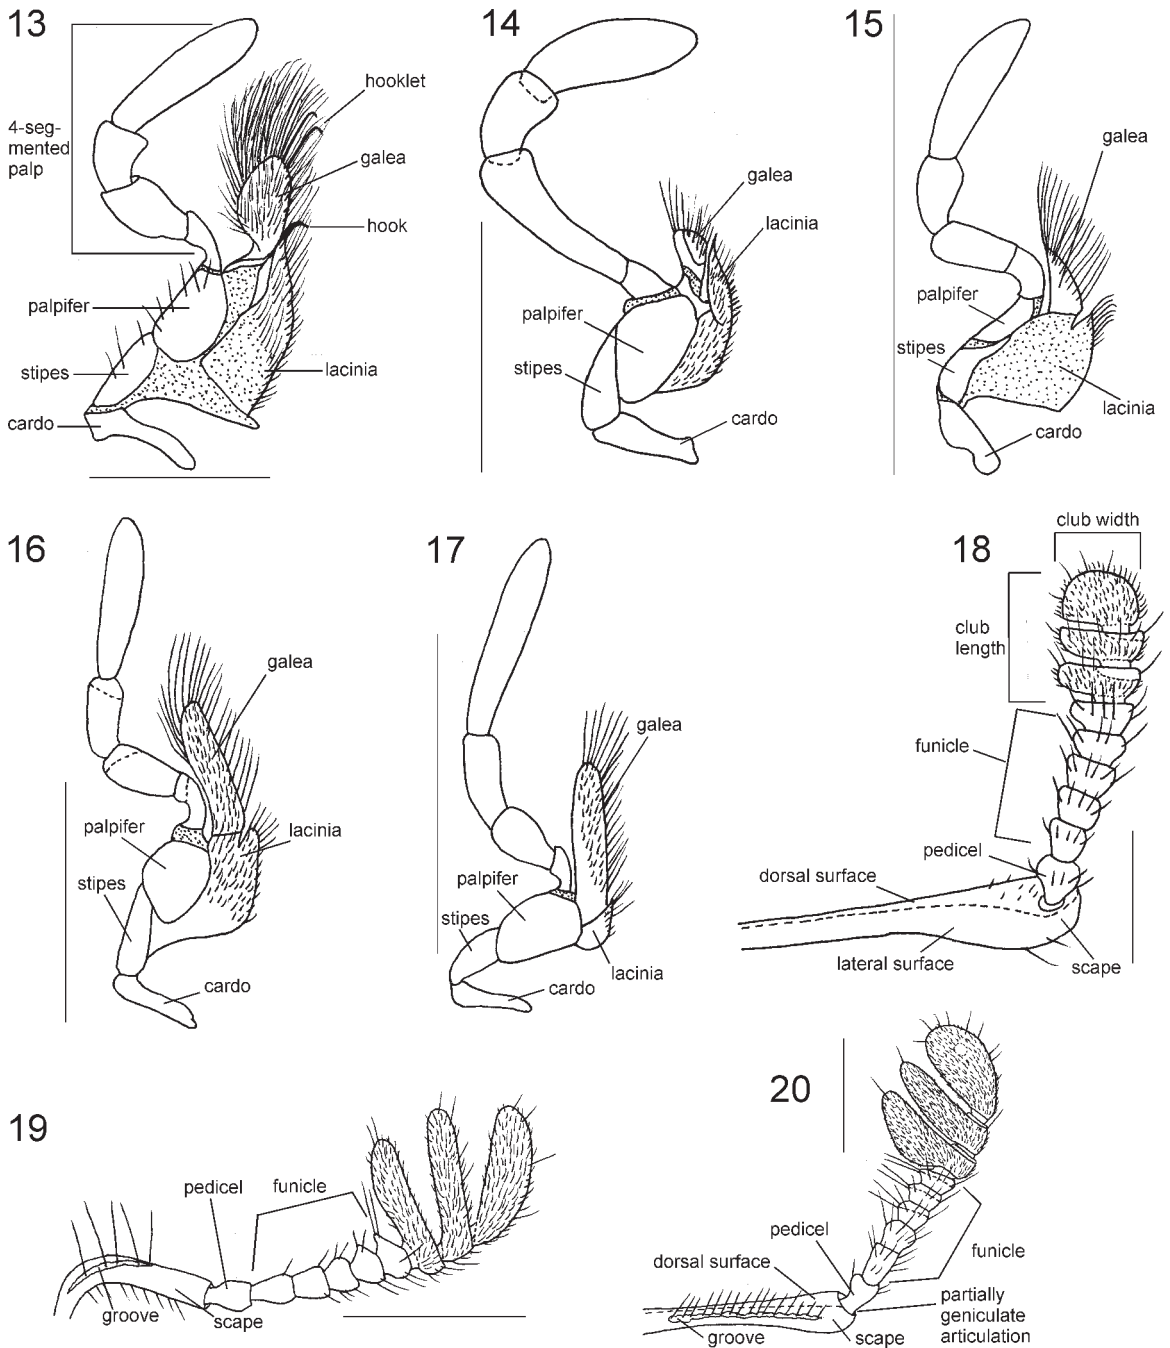 13
hooklet
4-seg-
mented
palp
galea
hook
palpifer
stipes
lacinia
cardo
14
galea
lacinia
palpifer
stipes
cardo
15
galea
palpifer
stipes
lacinia
cardo
16
galea
palpifer
lacinia
stipes
cardo
17
galea
palpifer
stipes
lacinia
cardo
18
club width
club
length
funicle
pedicel
dorsal surface
lateral surface
scape
19
pedicel
funicle
groove
scape
20
pedicel
funicle
dorsal surface
partially
geniculate
articulation
groove
scape